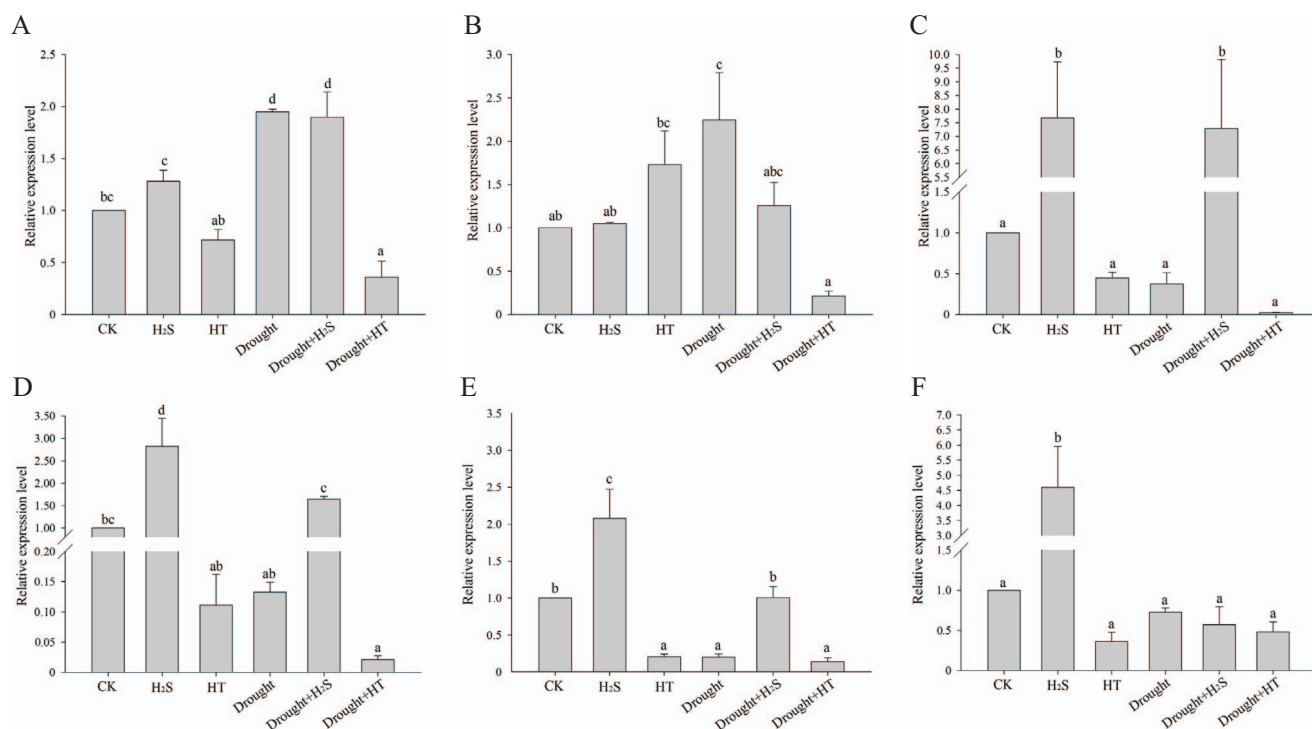 A
Relative expression level
2.5
2.0
1.5
1.0
0.5
0
bc
c
ab
d
d
a
CK
H2S
HT
Drought
Drought+H2S
Drought+HT
B
Relative expression level
3.0
2.5
2.0
1.5
1.0
0.5
0.0
ab
ab
bc
c
abc
a
CK
H2S
HT
Drought
Drought+H2S
Drought+HT
C
Relative expression level
10.0
9.5
9.0
8.5
8.0
7.5
7.0
6.5
6.0
5.5
1.5
1.0
0.5
0
a
b
a
a
b
a
CK
H2S
HT
Drought
Drought+H2S
Drought+HT
D
Relative expression level
3.50
3.00
2.50
2.00
1.50
1.00
0.20
0.15
0.10
0.05
0.00
bc
d
ab
ab
c
a
CK
H2S
HT
Drought
Drought+H2S
Drought+HT
E
Relative expression level
3.5
3.0
2.5
2.0
1.5
1.0
0.5
0
b
c
a
a
b
a
CK
H2S
HT
Drought
Drought+H2S
Drought+HT
F
Relative expression level
7.0
6.5
6.0
5.5
5.0
4.5
4.0
3.5
3.0
1.5
1.0
0.5
0
a
b
a
a
a
a
CK
H2S
HT
Drought
Drought+H2S
Drought+HT